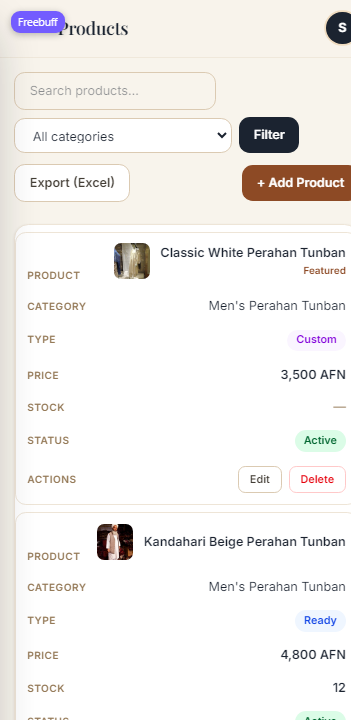 Freebuff
Products
S
Search products...
All categories
Filter
Export (Excel)
+ Add Product
Classic White Perahan Tunban
Featured
PRODUCT
CATEGORY
Men's Perahan Tunban
TYPE
Custom
PRICE
3,500 AFN
STOCK
—
STATUS
Active
ACTIONS
Edit
Delete
Kandahari Beige Perahan Tunban
PRODUCT
CATEGORY
Men's Perahan Tunban
TYPE
Ready
PRICE
4,800 AFN
STOCK
12
STATUS
Active